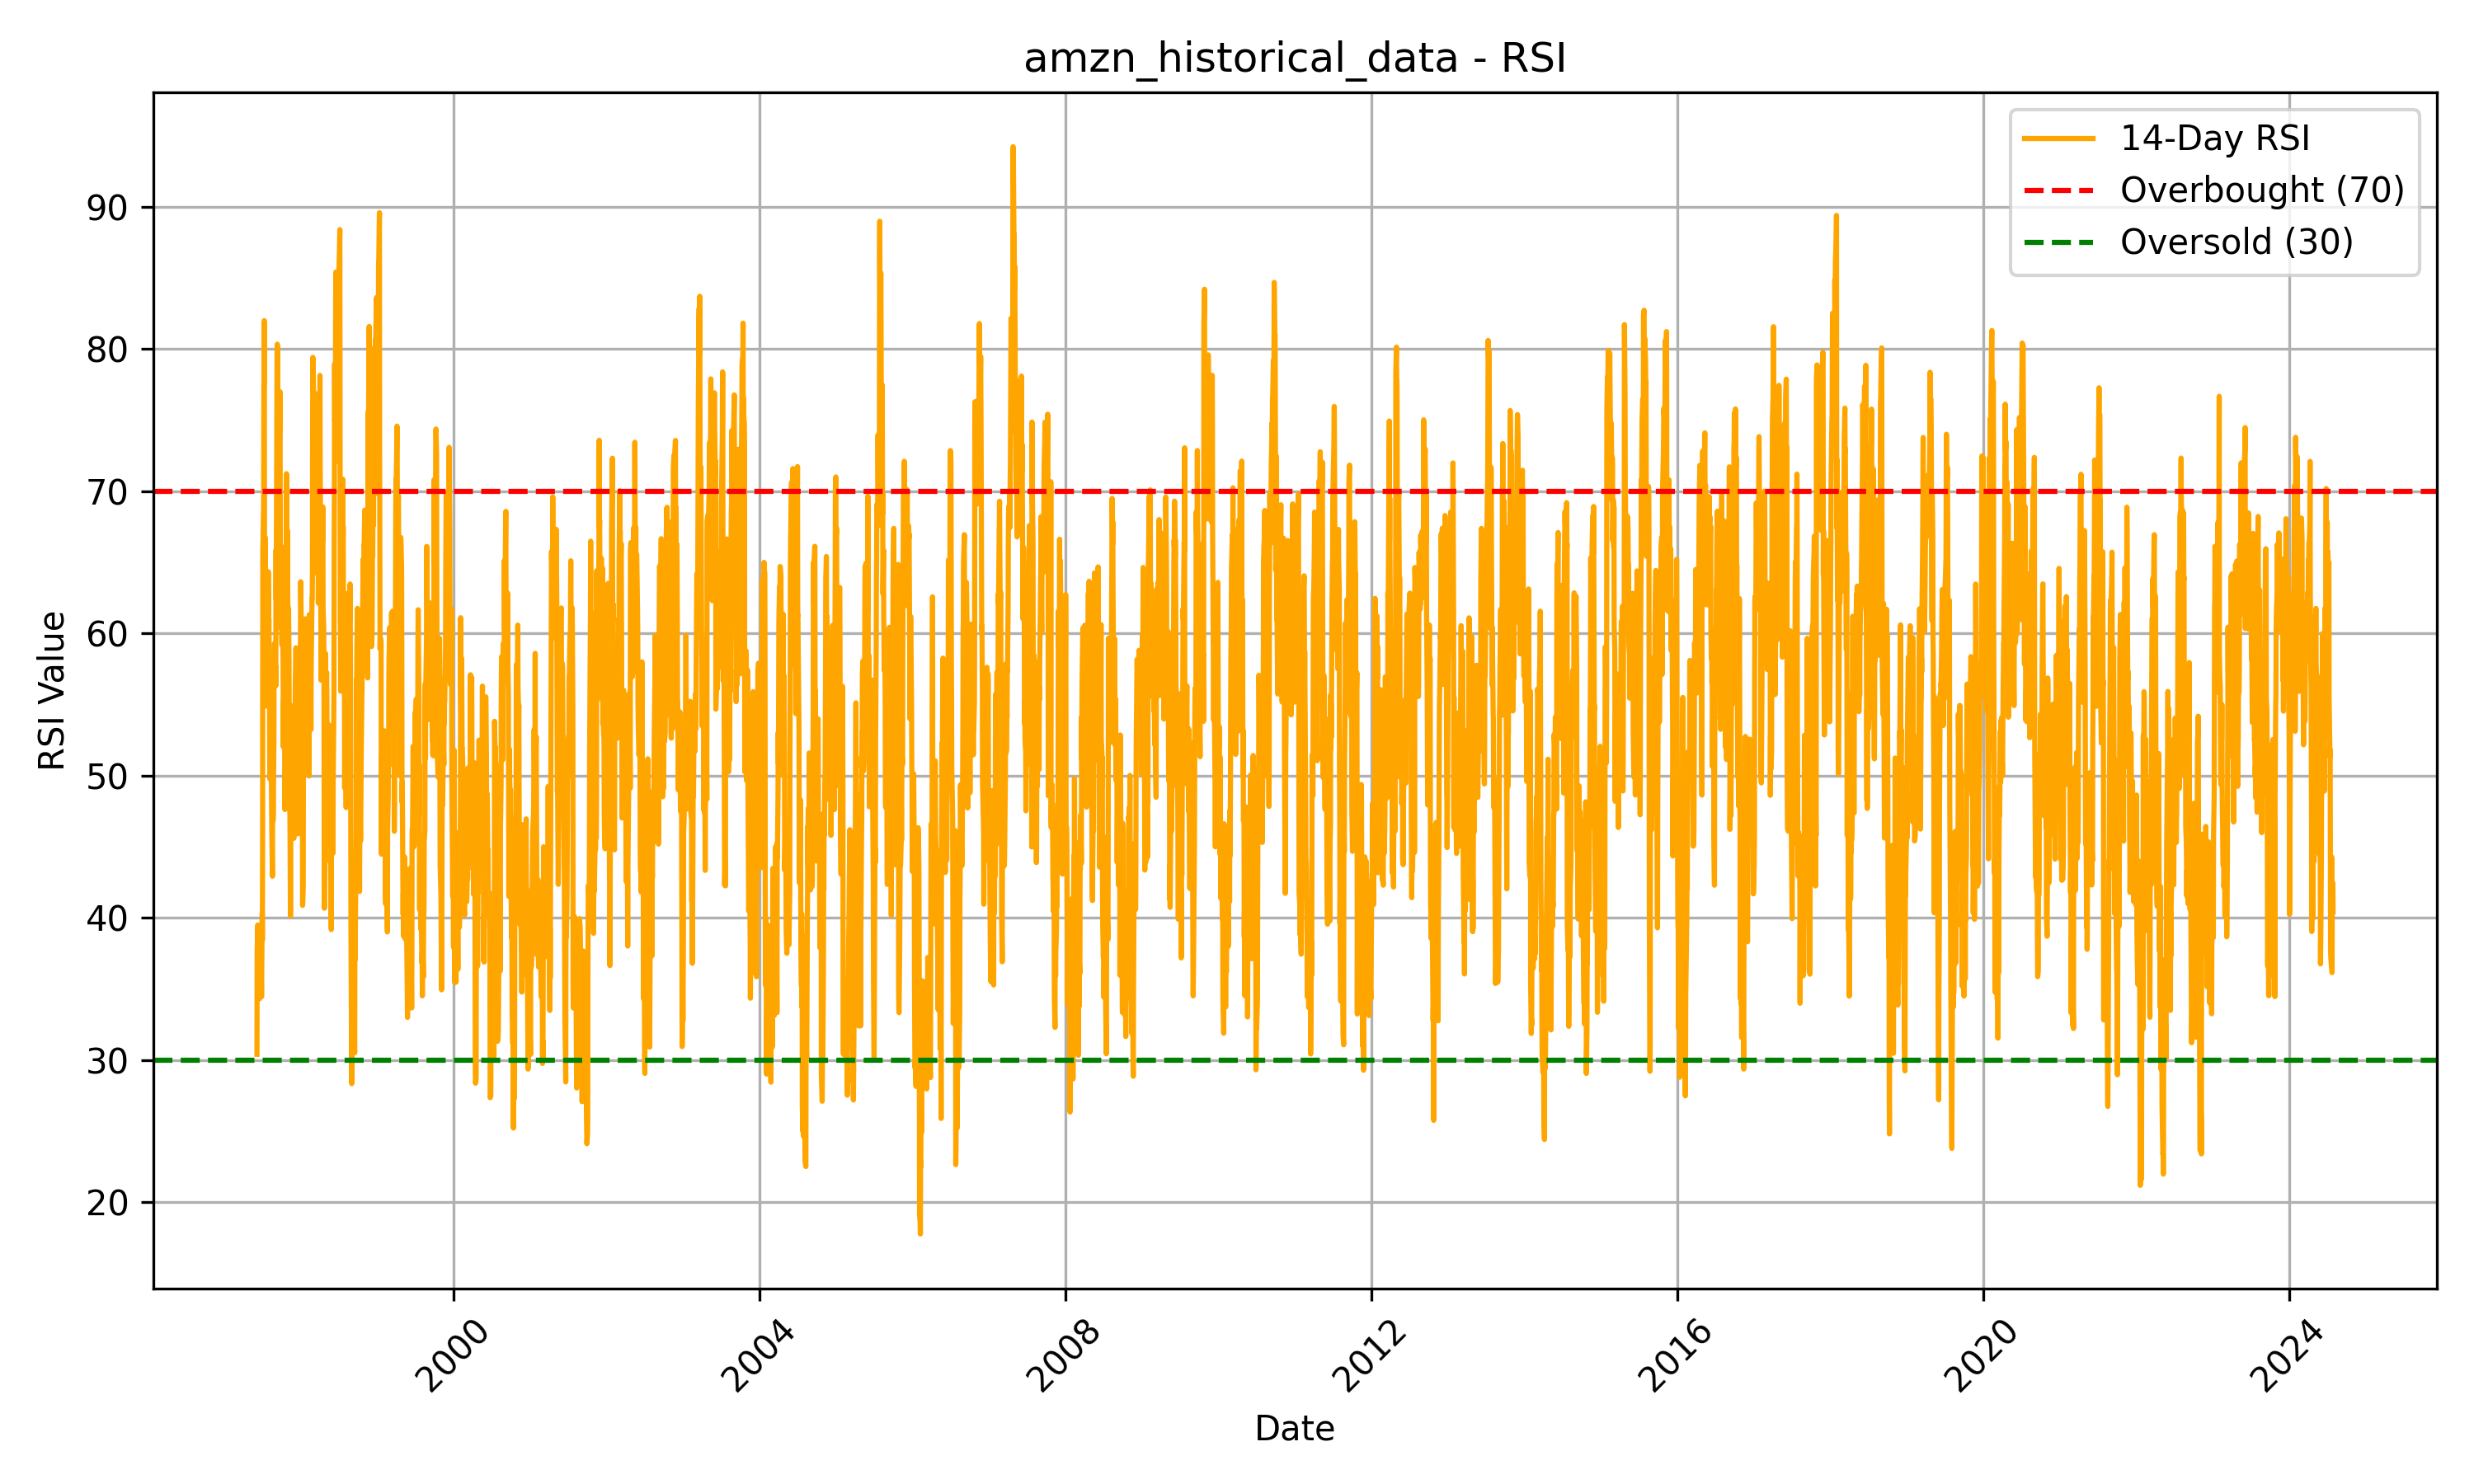 amzn_historical_data - RSI
14-Day RSI
Overbought (70)
Oversold (30)
RSI Value
90
80
70
60
50
40
30
20
2000
2004
2008
2012
2016
2020
2024
Date